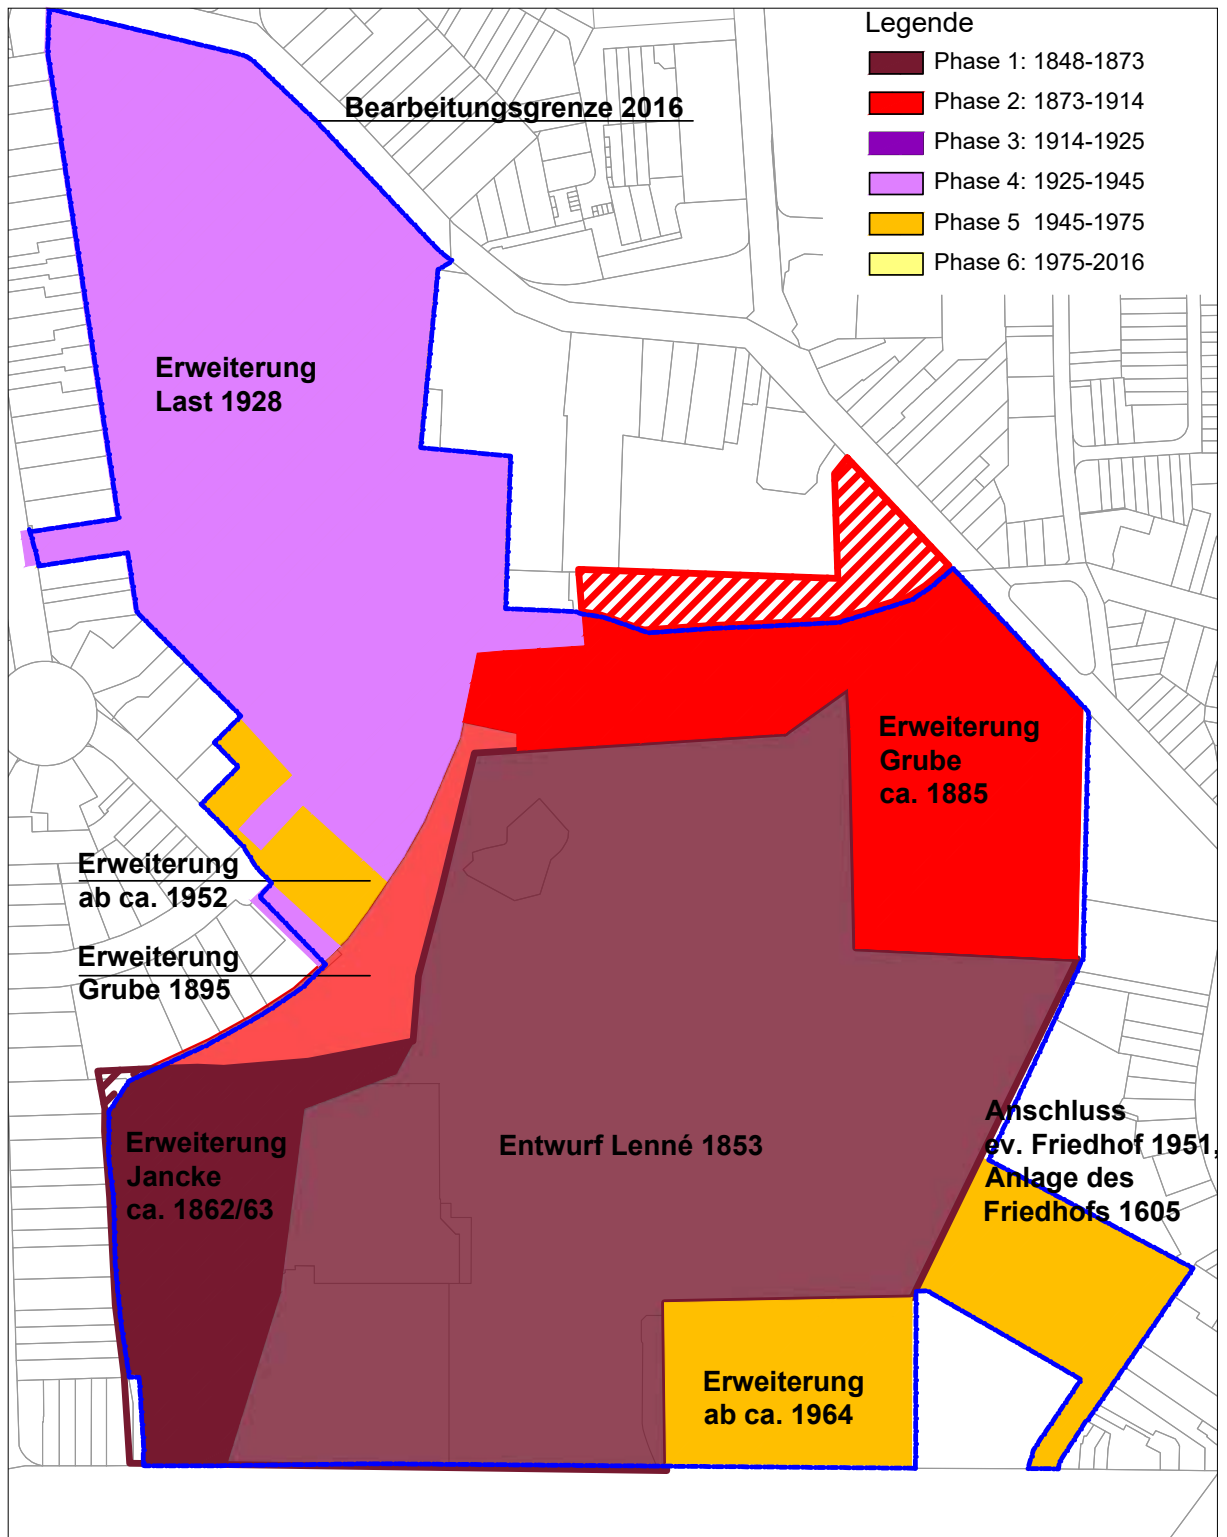 Legende
Phase 1: 1848-1873
Phase 2: 1873-1914
Phase 3: 1914-1925
Phase 4: 1925-1945
Phase 5 1945-1975
Phase 6: 1975-2016
Bearbeitungsgrenze 2016
Erweiterung
Last 1928
Erweiterung
Grube
ca. 1885
Erweiterung
ab ca. 1952
Erweiterung
Grube 1895
Erweiterung
Jancke
ca. 1862/63
Entwurf Lenné 1853
Anschluss
ev. Friedhof 1951,
Anlage des
Friedhofs 1605
Erweiterung
ab ca. 1964